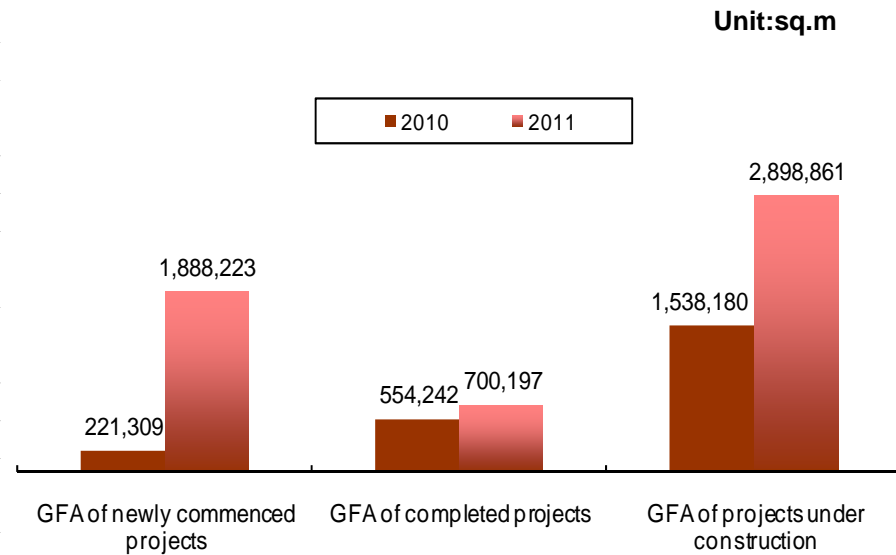 Unit:sq.m
2010 2011
2,898,861
1,888,223
1,538,180
700,197
554,242
221,309
GFA of newly commenced
projects
GFA of completed projects
GFA of projects under
construction